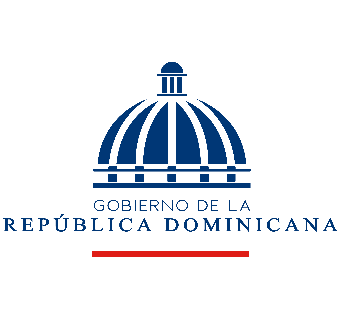 GOBIERNO DE LA
REPÚBLICA DOMINICANA